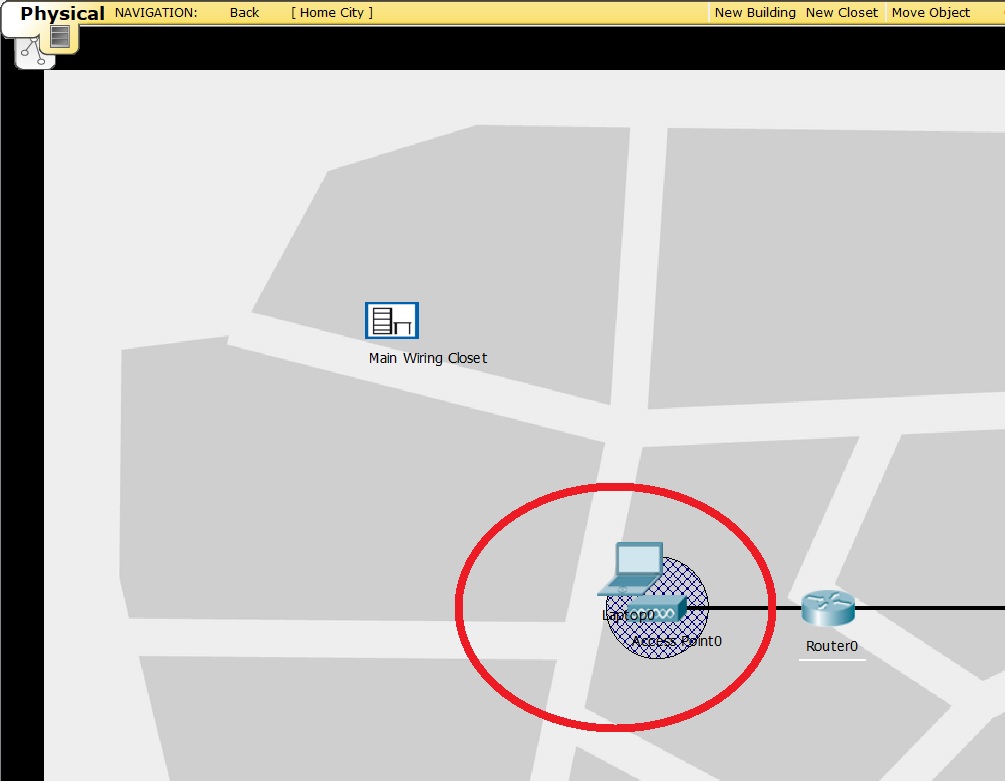 Physical NAVIGATION: Back [ Home City ] New Building New Closet Move Object
Main Wiring Closet
Laptop0
Access Point0
Router0